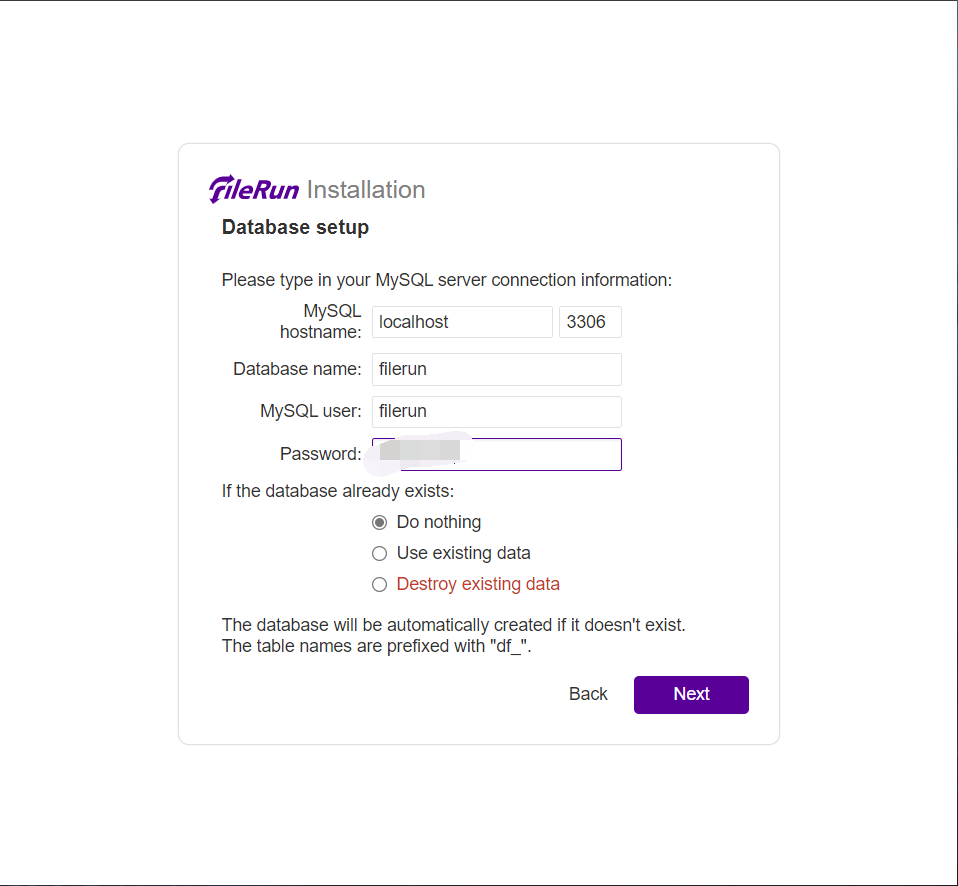 FileRun Installation
Database setup
Please type in your MySQL server connection information:
MySQL
hostname: localhost 3306
Database name: filerun
MySQL user: filerun
Password:
If the database already exists:
Do nothing
Use existing data
Destroy existing data
The database will be automatically created if it doesn't exist.
The table names are prefixed with "df_".
Back Next